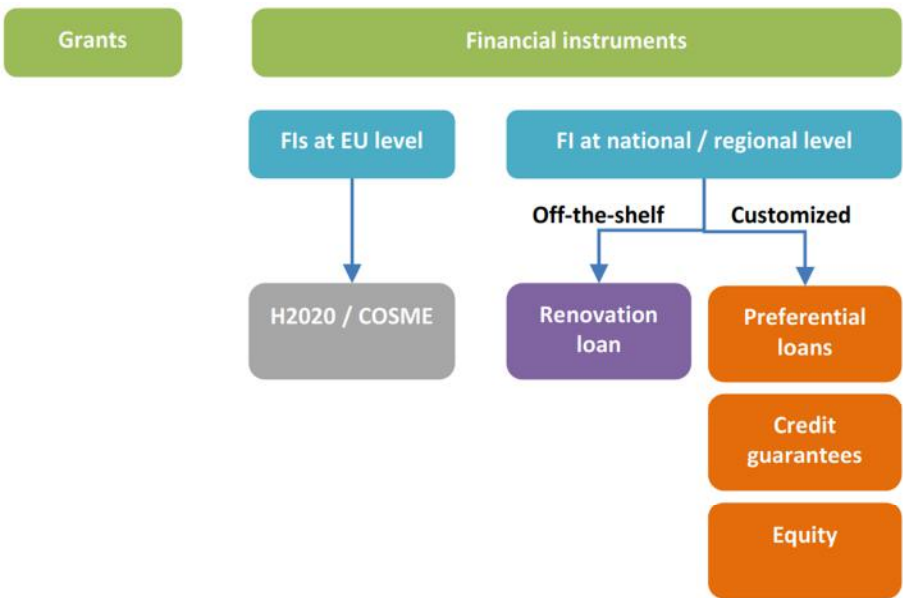 Grants
Financial instruments
FIs at EU level
FI at national / regional level
Off-the-shelf
Customized
H2020 / COSME
Renovation
loan
Preferential
loans
Credit
guarantees
Equity